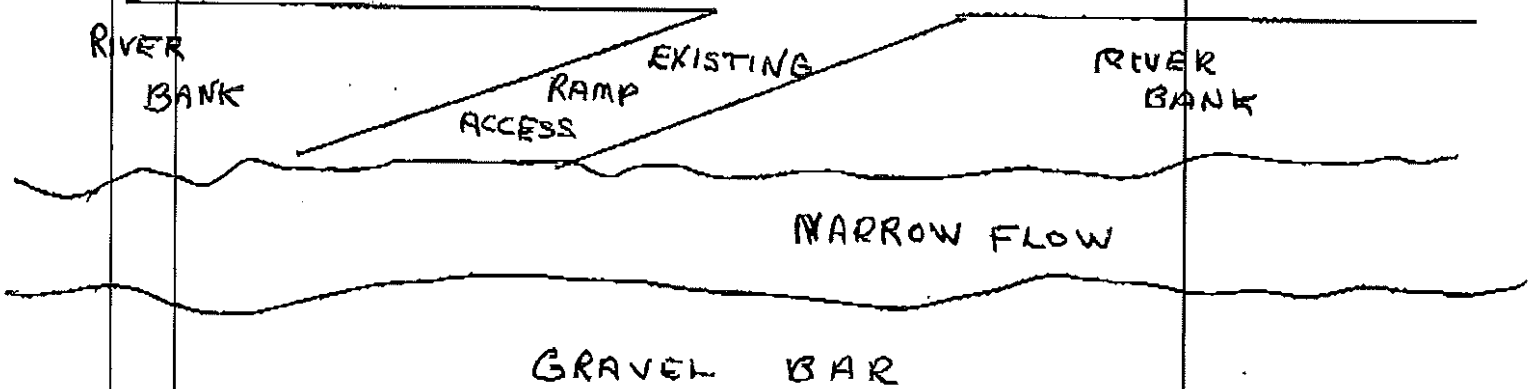 RIVER
BANK
EXISTING
RAMP
ACCESS
RIVER
BANK
NARROW FLOW
GRAVEL BAR